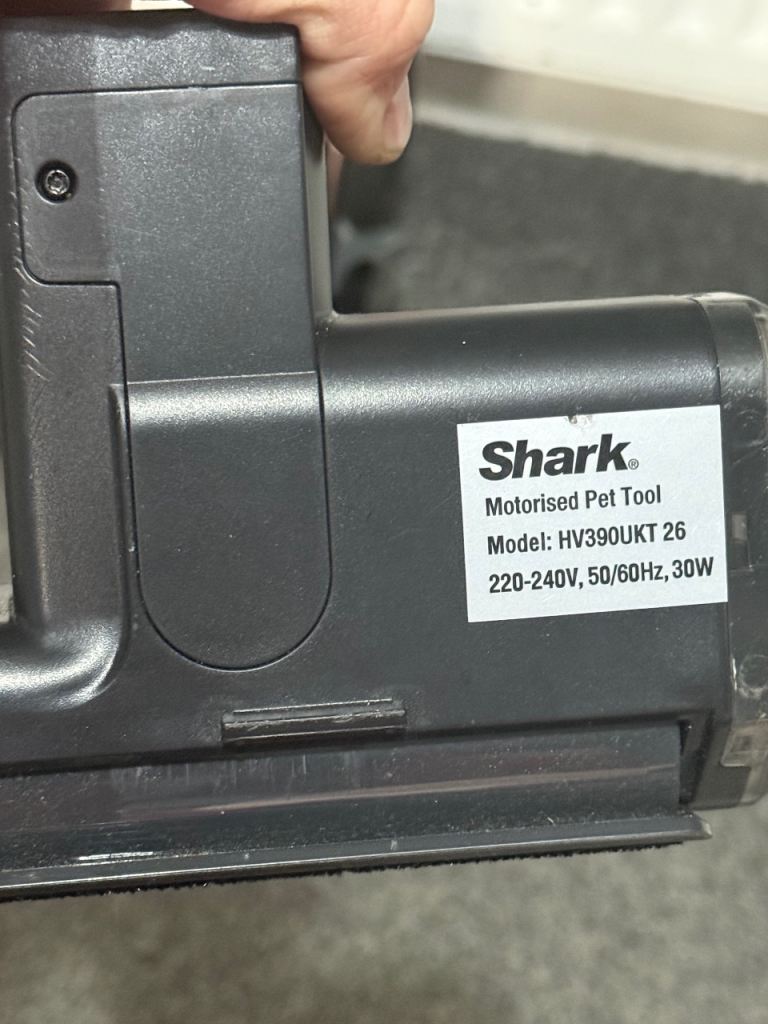 Shark®
Motorised Pet Tool
Model: HV390UKT 26
220-240V, 50/60Hz, 30W